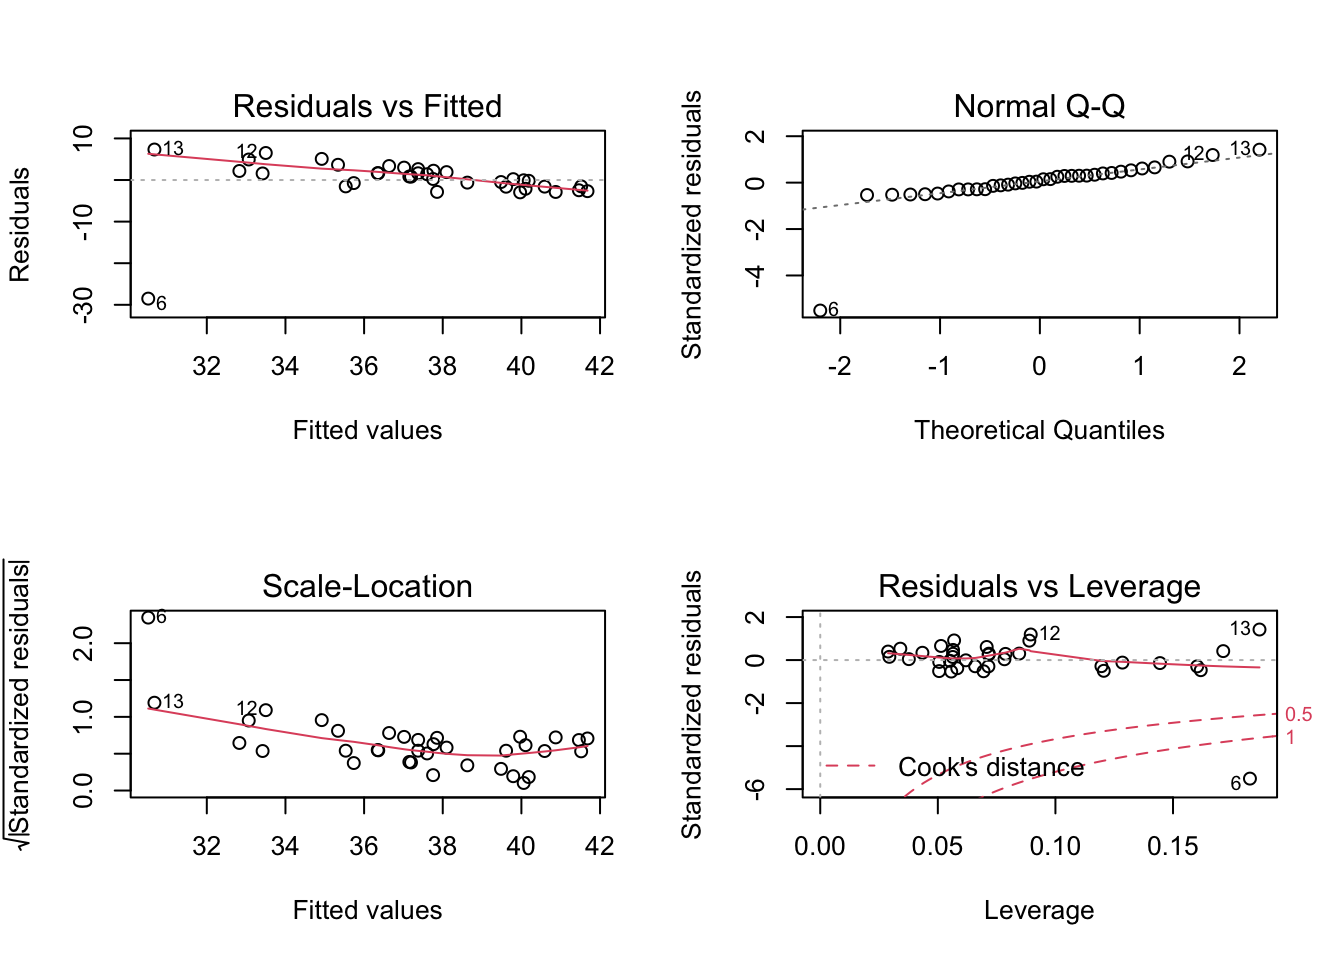 Residuals vs Fitted
Residuals
10
-10
-30
13
12
6
32 34 36 38 40 42
Fitted values
Normal Q-Q
Standardized residuals
2
0
-2
-4
12
13
6
-2 -1 0 1 2
Theoretical Quantiles
Scale-Location
√|Standardized residuals|
2.0
1.0
0.0
6
13
12
32 34 36 38 40 42
Fitted values
Residuals vs Leverage
Standardized residuals
2
0
-2
-6
12
13
0.5
1
Cook's distance
6
0.00 0.05 0.10 0.15
Leverage